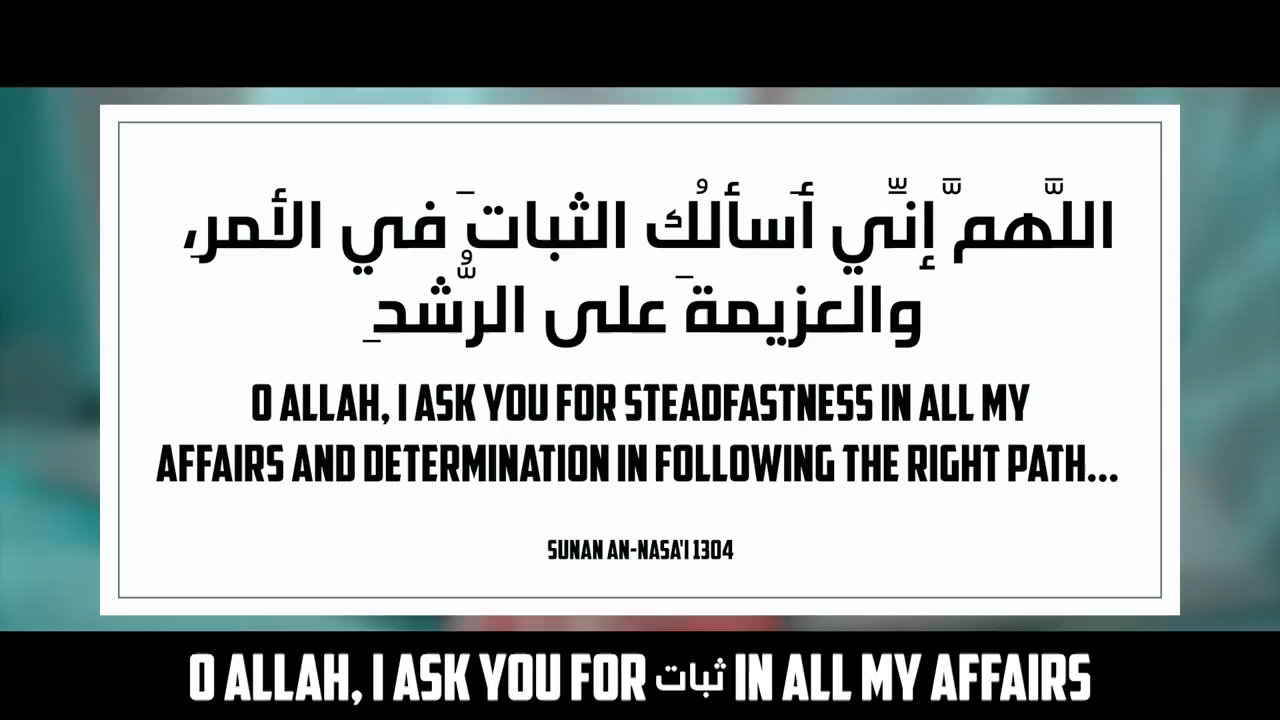 اللَّهمَّ إنِّي أَسألُك الثباتَ في الأمرِ،
والعزيمةَ على الرُّشدِ
O ALLAH, I ASK YOU FOR STEADFASTNESS IN ALL MY
AFFAIRS AND DETERMINATION IN FOLLOWING THE RIGHT PATH...
SUNAN AN-NASA'I 1304
O ALLAH, I ASK YOU FOR ثبات IN ALL MY AFFAIRS